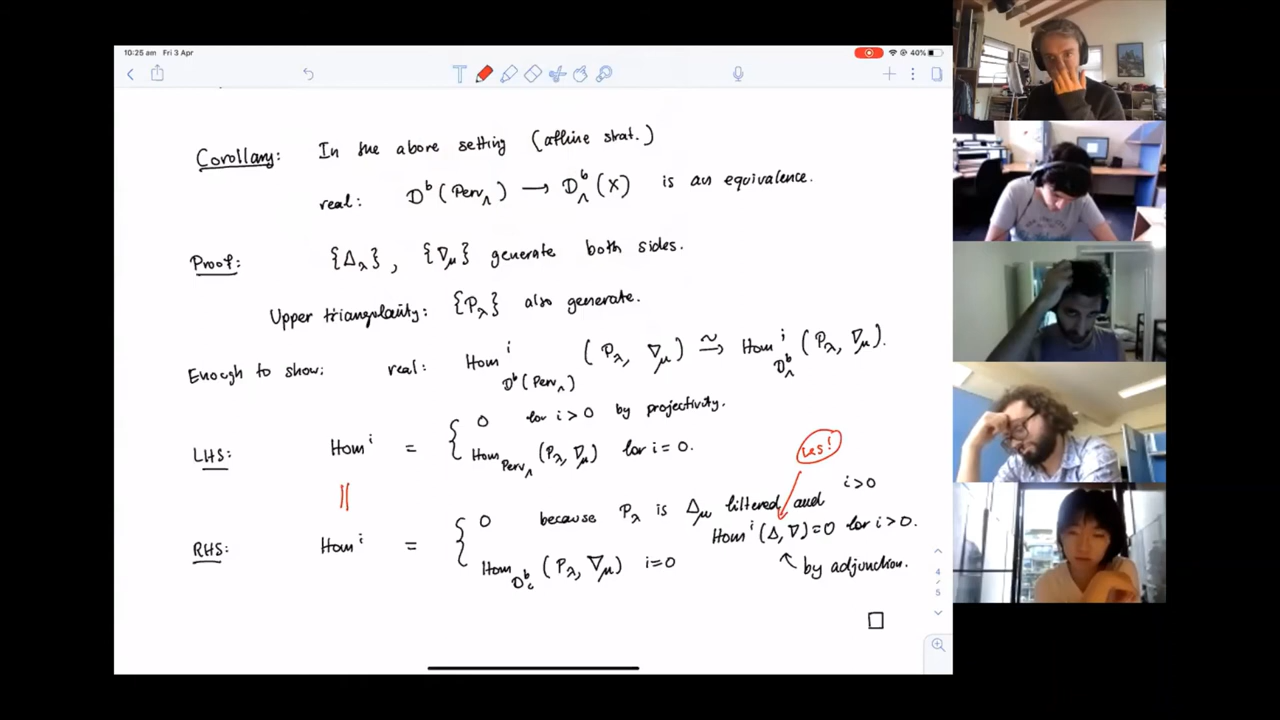 10:25 am Fri 3 Apr
40%
T
Corollary: In the above setting (affine strat.)
real: D^b(Perv_Λ) → D^b_Λ(X) is an equivalence.
Proof: {Δ_λ}, {∇_μ} generate both sides.
Upper triangularity: {P_λ} also generate.
Enough to show: real: Hom^i_{D^b(Perv_Λ)} (P_λ, ∇_μ) ⥲ Hom^i_{D^b_Λ} (P_λ, ∇_μ).
LHS: Hom^i = { 0 for i > 0 by projectivity.
Hom_{Perv_Λ} (P_λ, ∇_μ) for i = 0.
yes!
||
RHS: Hom^i = { 0 because P_λ is Δ_μ filtered and i>0
Hom^i(Δ, ∇) = 0 for i > 0.
Hom_{D^b_c} (P_λ, ∇_μ) i=0
↖ by adjunction.
□
4 / 5